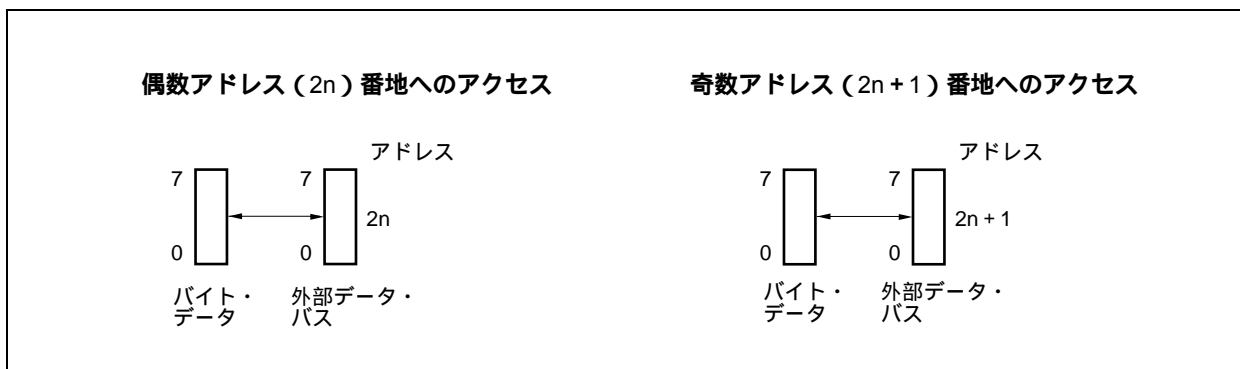 偶数アドレス（2n）番地へのアクセス
アドレス
7
7
2n
0
0
バイト・
データ
外部データ・
バス
奇数アドレス（2n + 1）番地へのアクセス
アドレス
7
7
2n + 1
0
0
バイト・
データ
外部データ・
バス